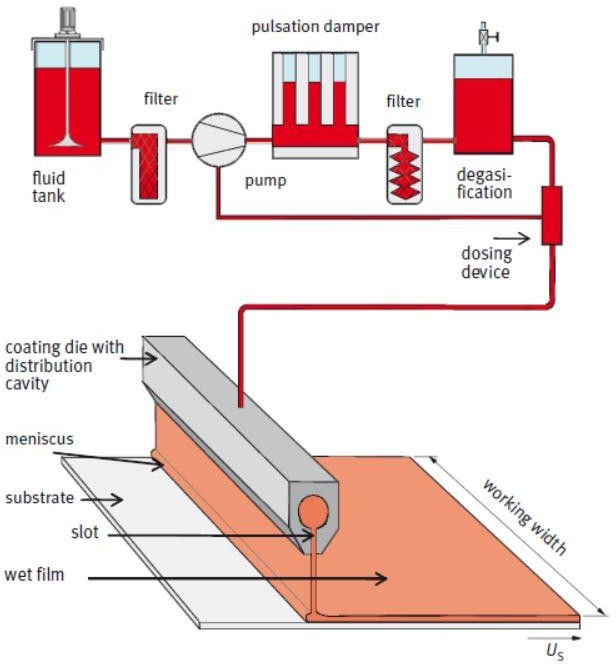 pulsation damper
filter
filter
fluid
tank
pump
degasi-
fication
dosing
device
coating die with
distribution
cavity
meniscus
substrate
slot
wet film
working width
US